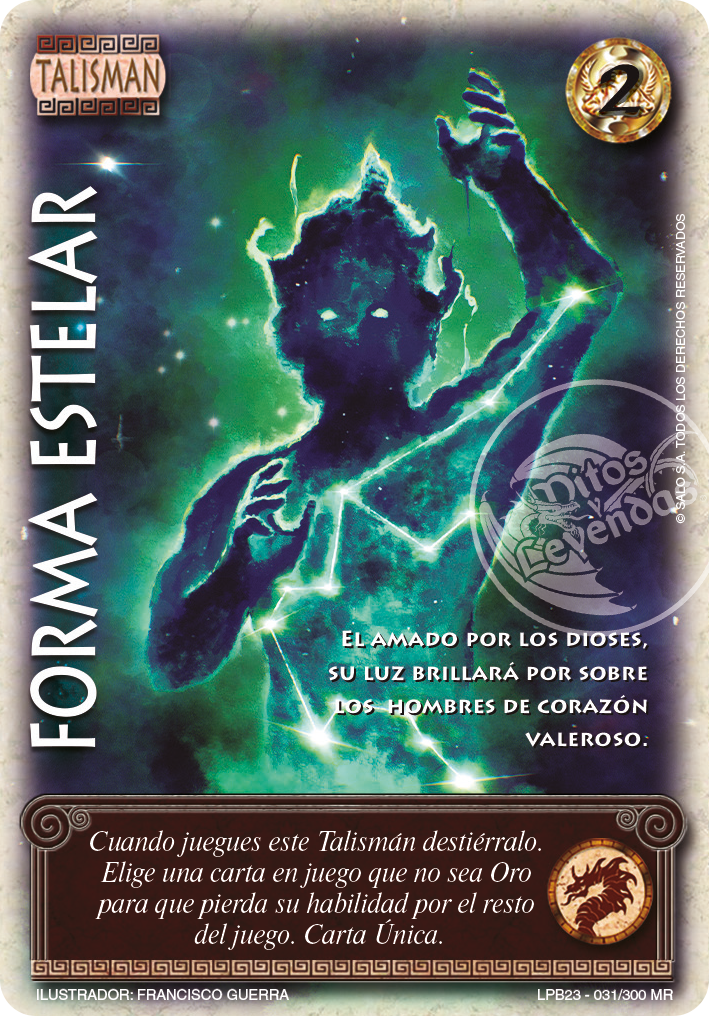 TALISMAN
2
FORMA ESTELAR
© SALO S.A. TODOS LOS DERECHOS RESERVADOS
Mitos
y
Leyendas
EL AMADO POR LOS DIOSES,
SU LUZ BRILLARÁ POR SOBRE
LOS HOMBRES DE CORAZÓN
VALEROSO.
Cuando juegues este Talismán destiérralo.
Elige una carta en juego que no sea Oro
para que pierda su habilidad por el resto
del juego. Carta Única.
ILUSTRADOR: FRANCISCO GUERRA
LPB23 - 031/300 MR